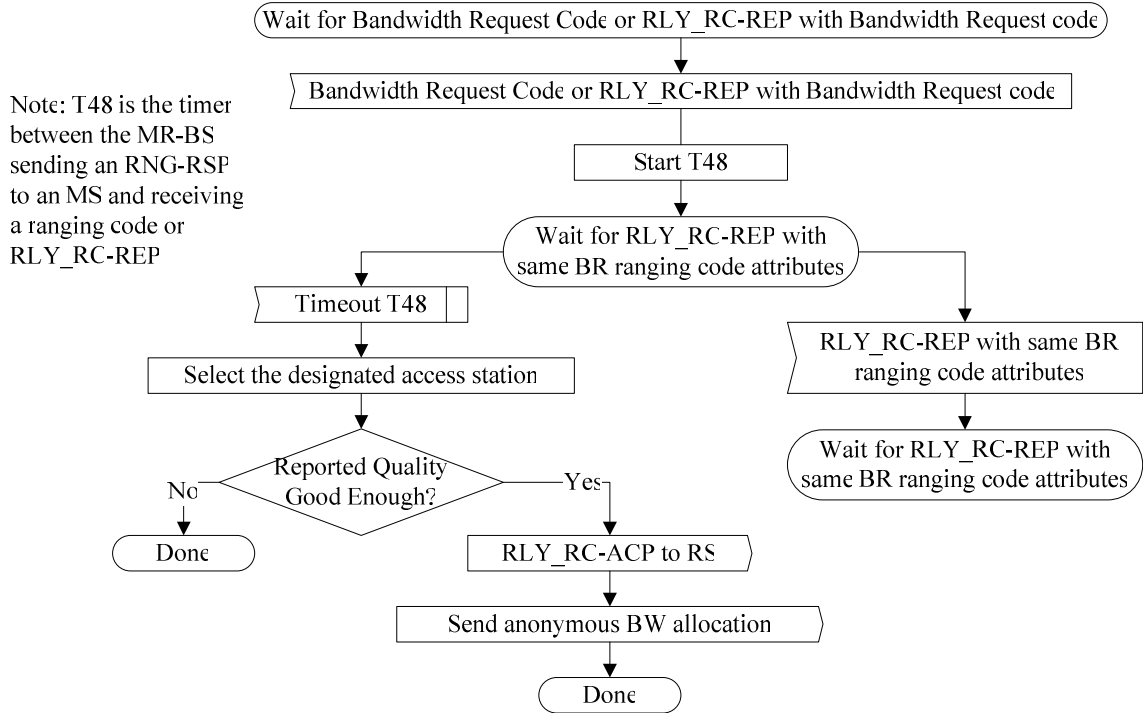 Wait for Bandwidth Request Code or RLY_RC-REP with Bandwidth Request code
Bandwidth Request Code or RLY_RC-REP with Bandwidth Request code
Note: T48 is the timer
between the MR-BS
sending an RNG-RSP
to an MS and receiving
a ranging code or
RLY_RC-REP
Start T48
Wait for RLY_RC-REP with
same BR ranging code attributes
Timeout T48
RLY_RC-REP with same BR
ranging code attributes
Select the designated access station
Wait for RLY_RC-REP with
same BR ranging code attributes
Reported Quality
Good Enough?
No
Yes
Done
RLY_RC-ACP to RS
Send anonymous BW allocation
Done